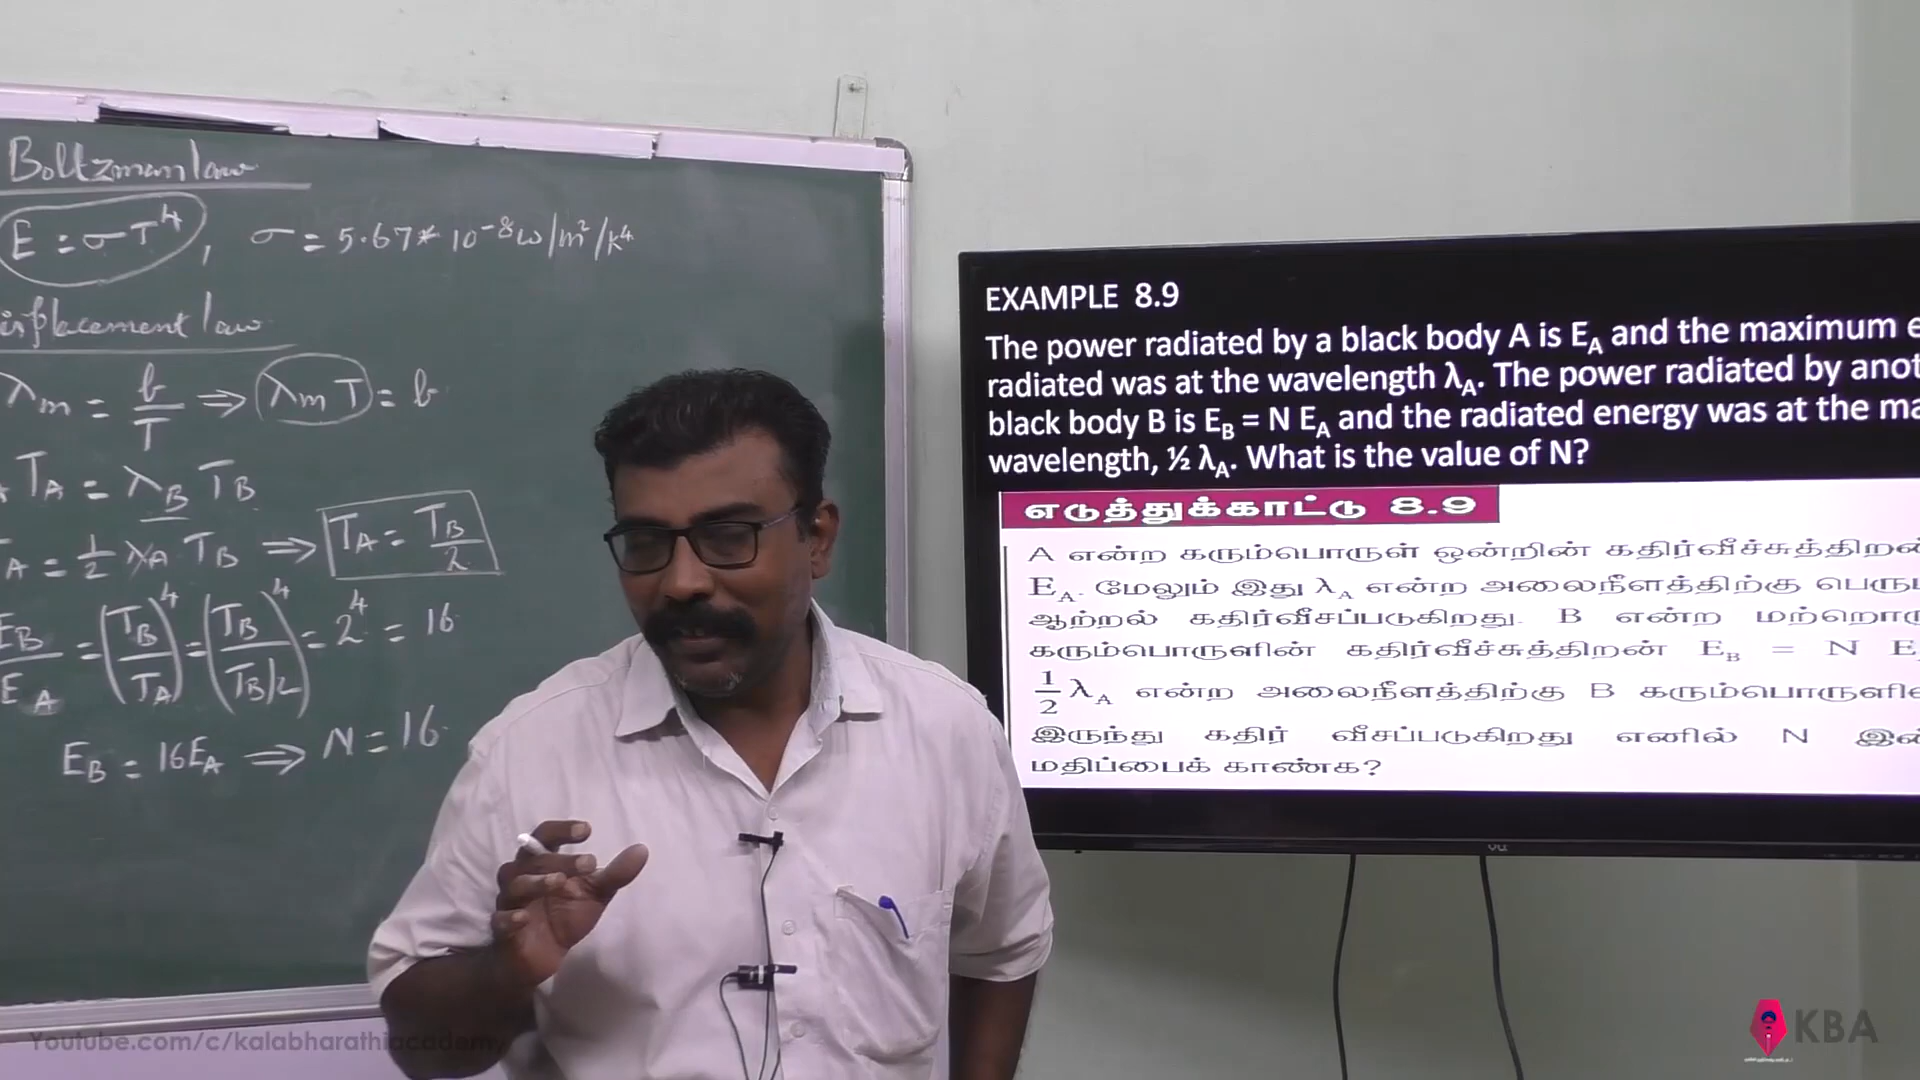 Boltzman law
E = σT⁴, σ = 5.67 * 10⁻⁸ w/m²/k⁴
isplacement law
λm = b/T ⇒ λm T = b
TA = λB TB
A = 1/2 λA TB ⇒ TA = TB/2
EB/EA = (TB/TA)⁴ = (TB/TB/2)⁴ = 2⁴ = 16
EB = 16EA ⇒ N = 16
EXAMPLE 8.9
The power radiated by a black body A is EA and the maximum e
radiated was at the wavelength λA. The power radiated by anot
black body B is EB = N EA and the radiated energy was at the ma
wavelength, ½ λA. What is the value of N?
எடுத்துக்காட்டு 8.9
A என்ற கரும்பொருள் ஒன்றின் கதிர்வீச்சுத்திறன்
EA. மேலும் இது λA என்ற அலைநீளத்திற்கு பெரும
ஆற்றல் கதிர்வீசப்படுகிறது. B என்ற மற்றொரு
கரும்பொருளின் கதிர்வீச்சுத்திறன் EB = N E
1/2 λA என்ற அலைநீளத்திற்கு B கரும்பொருளி
இருந்து கதிர் வீசப்படுகிறது எனில் N இன்
மதிப்பைக் காண்க?
Youtube.com/c/kalabharathiacademy
KBA